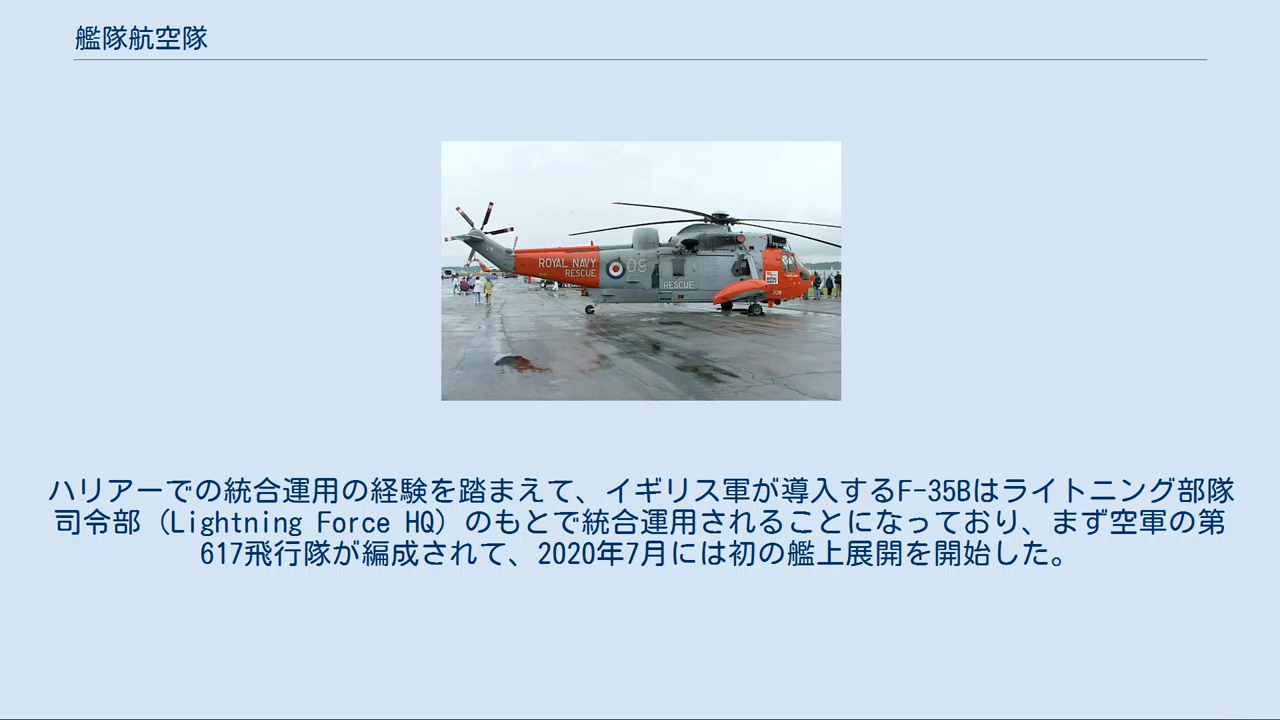 艦隊航空隊
ROYAL NAVY
RESCUE
09
RESCUE
ハリアーでの統合運用の経験を踏まえて、イギリス軍が導入するF-35Bはライトニング部隊
司令部（Lightning Force HQ）のもとで統合運用されることになっており、まず空軍の第
617飛行隊が編成されて、2020年7月には初の艦上展開を開始した。